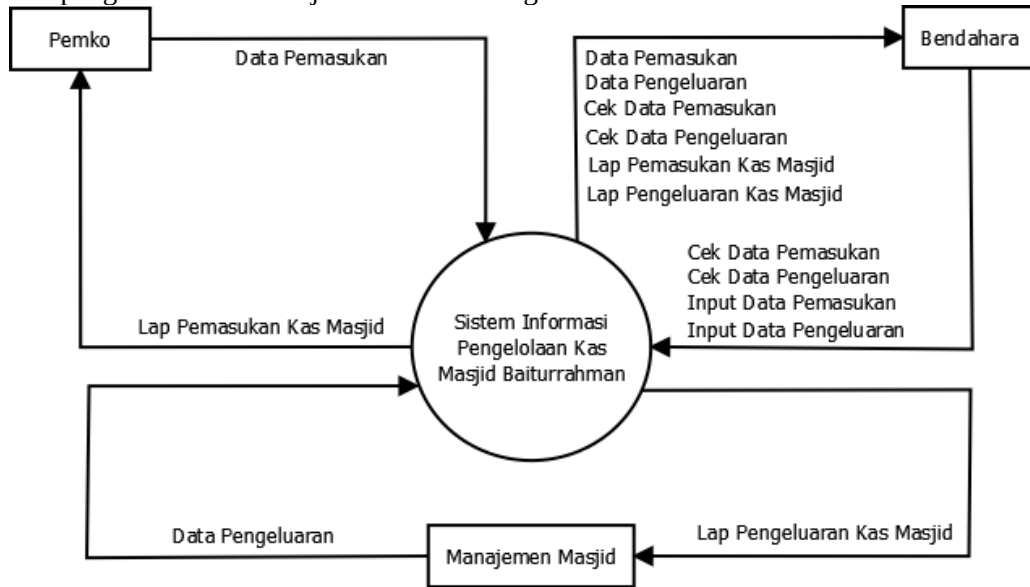 Pemko
Data Pemasukan
Bendahara
Data Pemasukan
Data Pengeluaran
Cek Data Pemasukan
Cek Data Pengeluaran
Lap Pemasukan Kas Masjid
Lap Pengeluaran Kas Masjid
Cek Data Pemasukan
Cek Data Pengeluaran
Input Data Pemasukan
Input Data Pengeluaran
Lap Pemasukan Kas Masjid
Sistem Informasi
Pengelolaan Kas
Masjid Baiturrahman
Data Pengeluaran
Manajemen Masjid
Lap Pengeluaran Kas Masjid